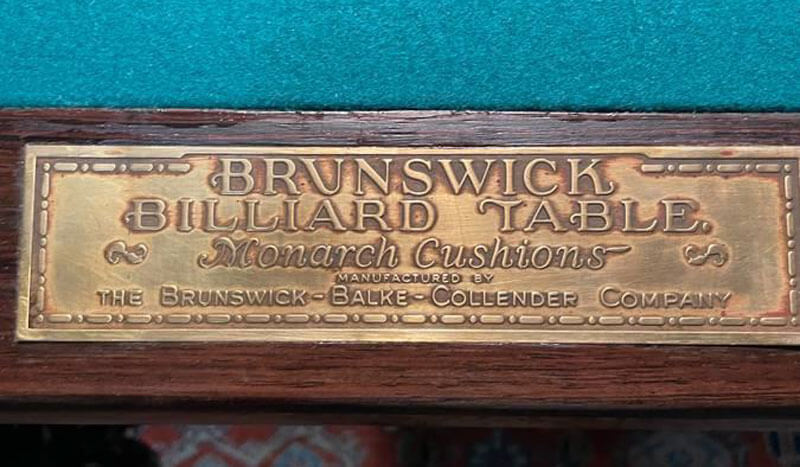 BRUNSWICK
BILLIARD TABLE.
Monarch Cushions
MANUFACTURED BY
THE BRUNSWICK-BALKE-COLLENDER COMPANY